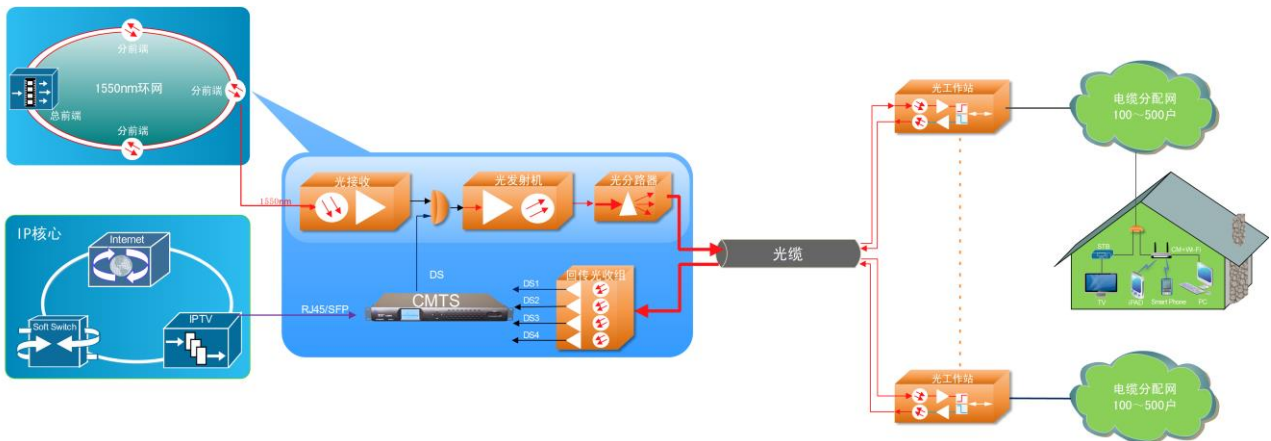 分前端
1550nm环网
分前端
总前端
分前端
1550nm
光接收
光发射机
光分路器
IP核心
Internet
Soft Switch
IPTV
RJ45/SFP
DS
CMTS
DS1
DS2
DS3
DS4
回传光收组
光缆
光工作站
电缆分配网
100～500户
STB
CM+Wi-Fi
TV
iPAD
Smart Phone
PC
光工作站
电缆分配网
100～500户